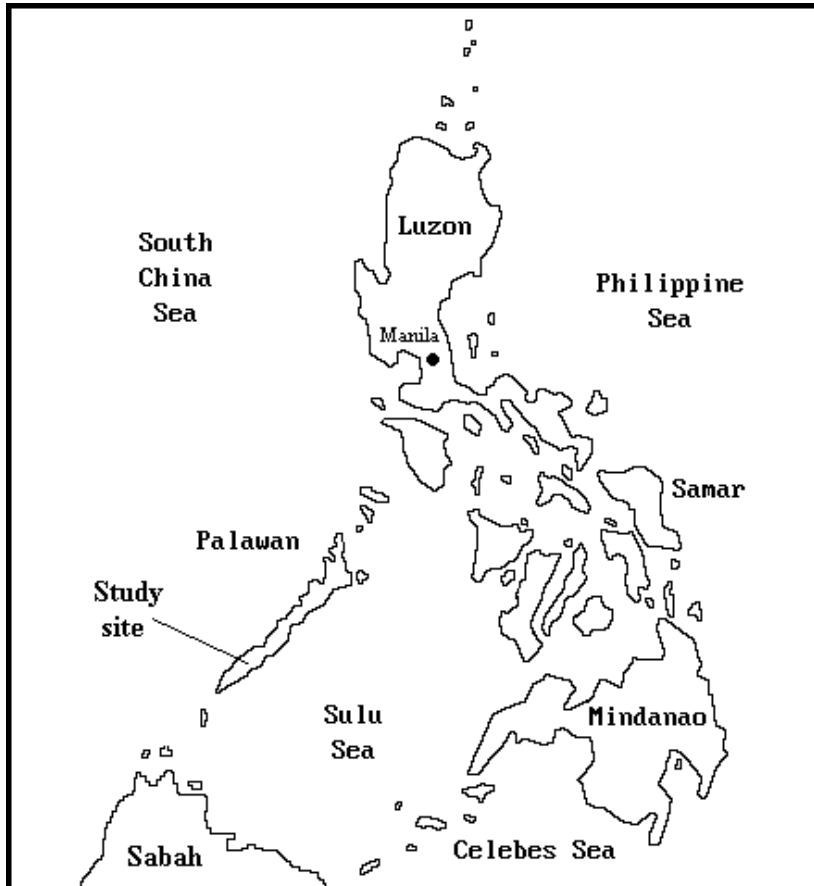 Luzon
South
China
Sea
Philippine
Sea
Manila
Samar
Palawan
Study
site
Sulu
Sea
Mindanao
Sabah
Celebes Sea